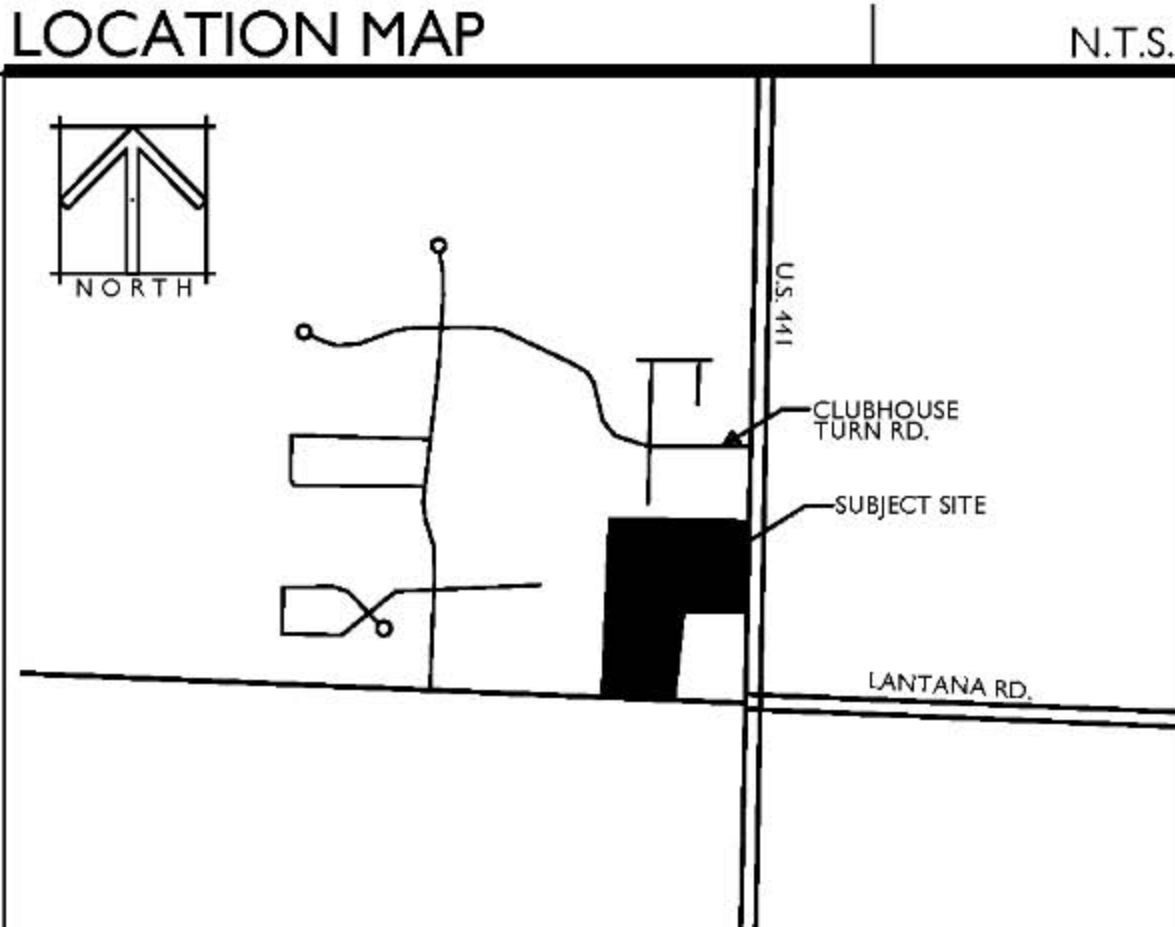 LOCATION MAP
N.T.S.
NORTH
U.S. 441
CLUBHOUSE
TURN RD.
SUBJECT SITE
LANTANA RD.